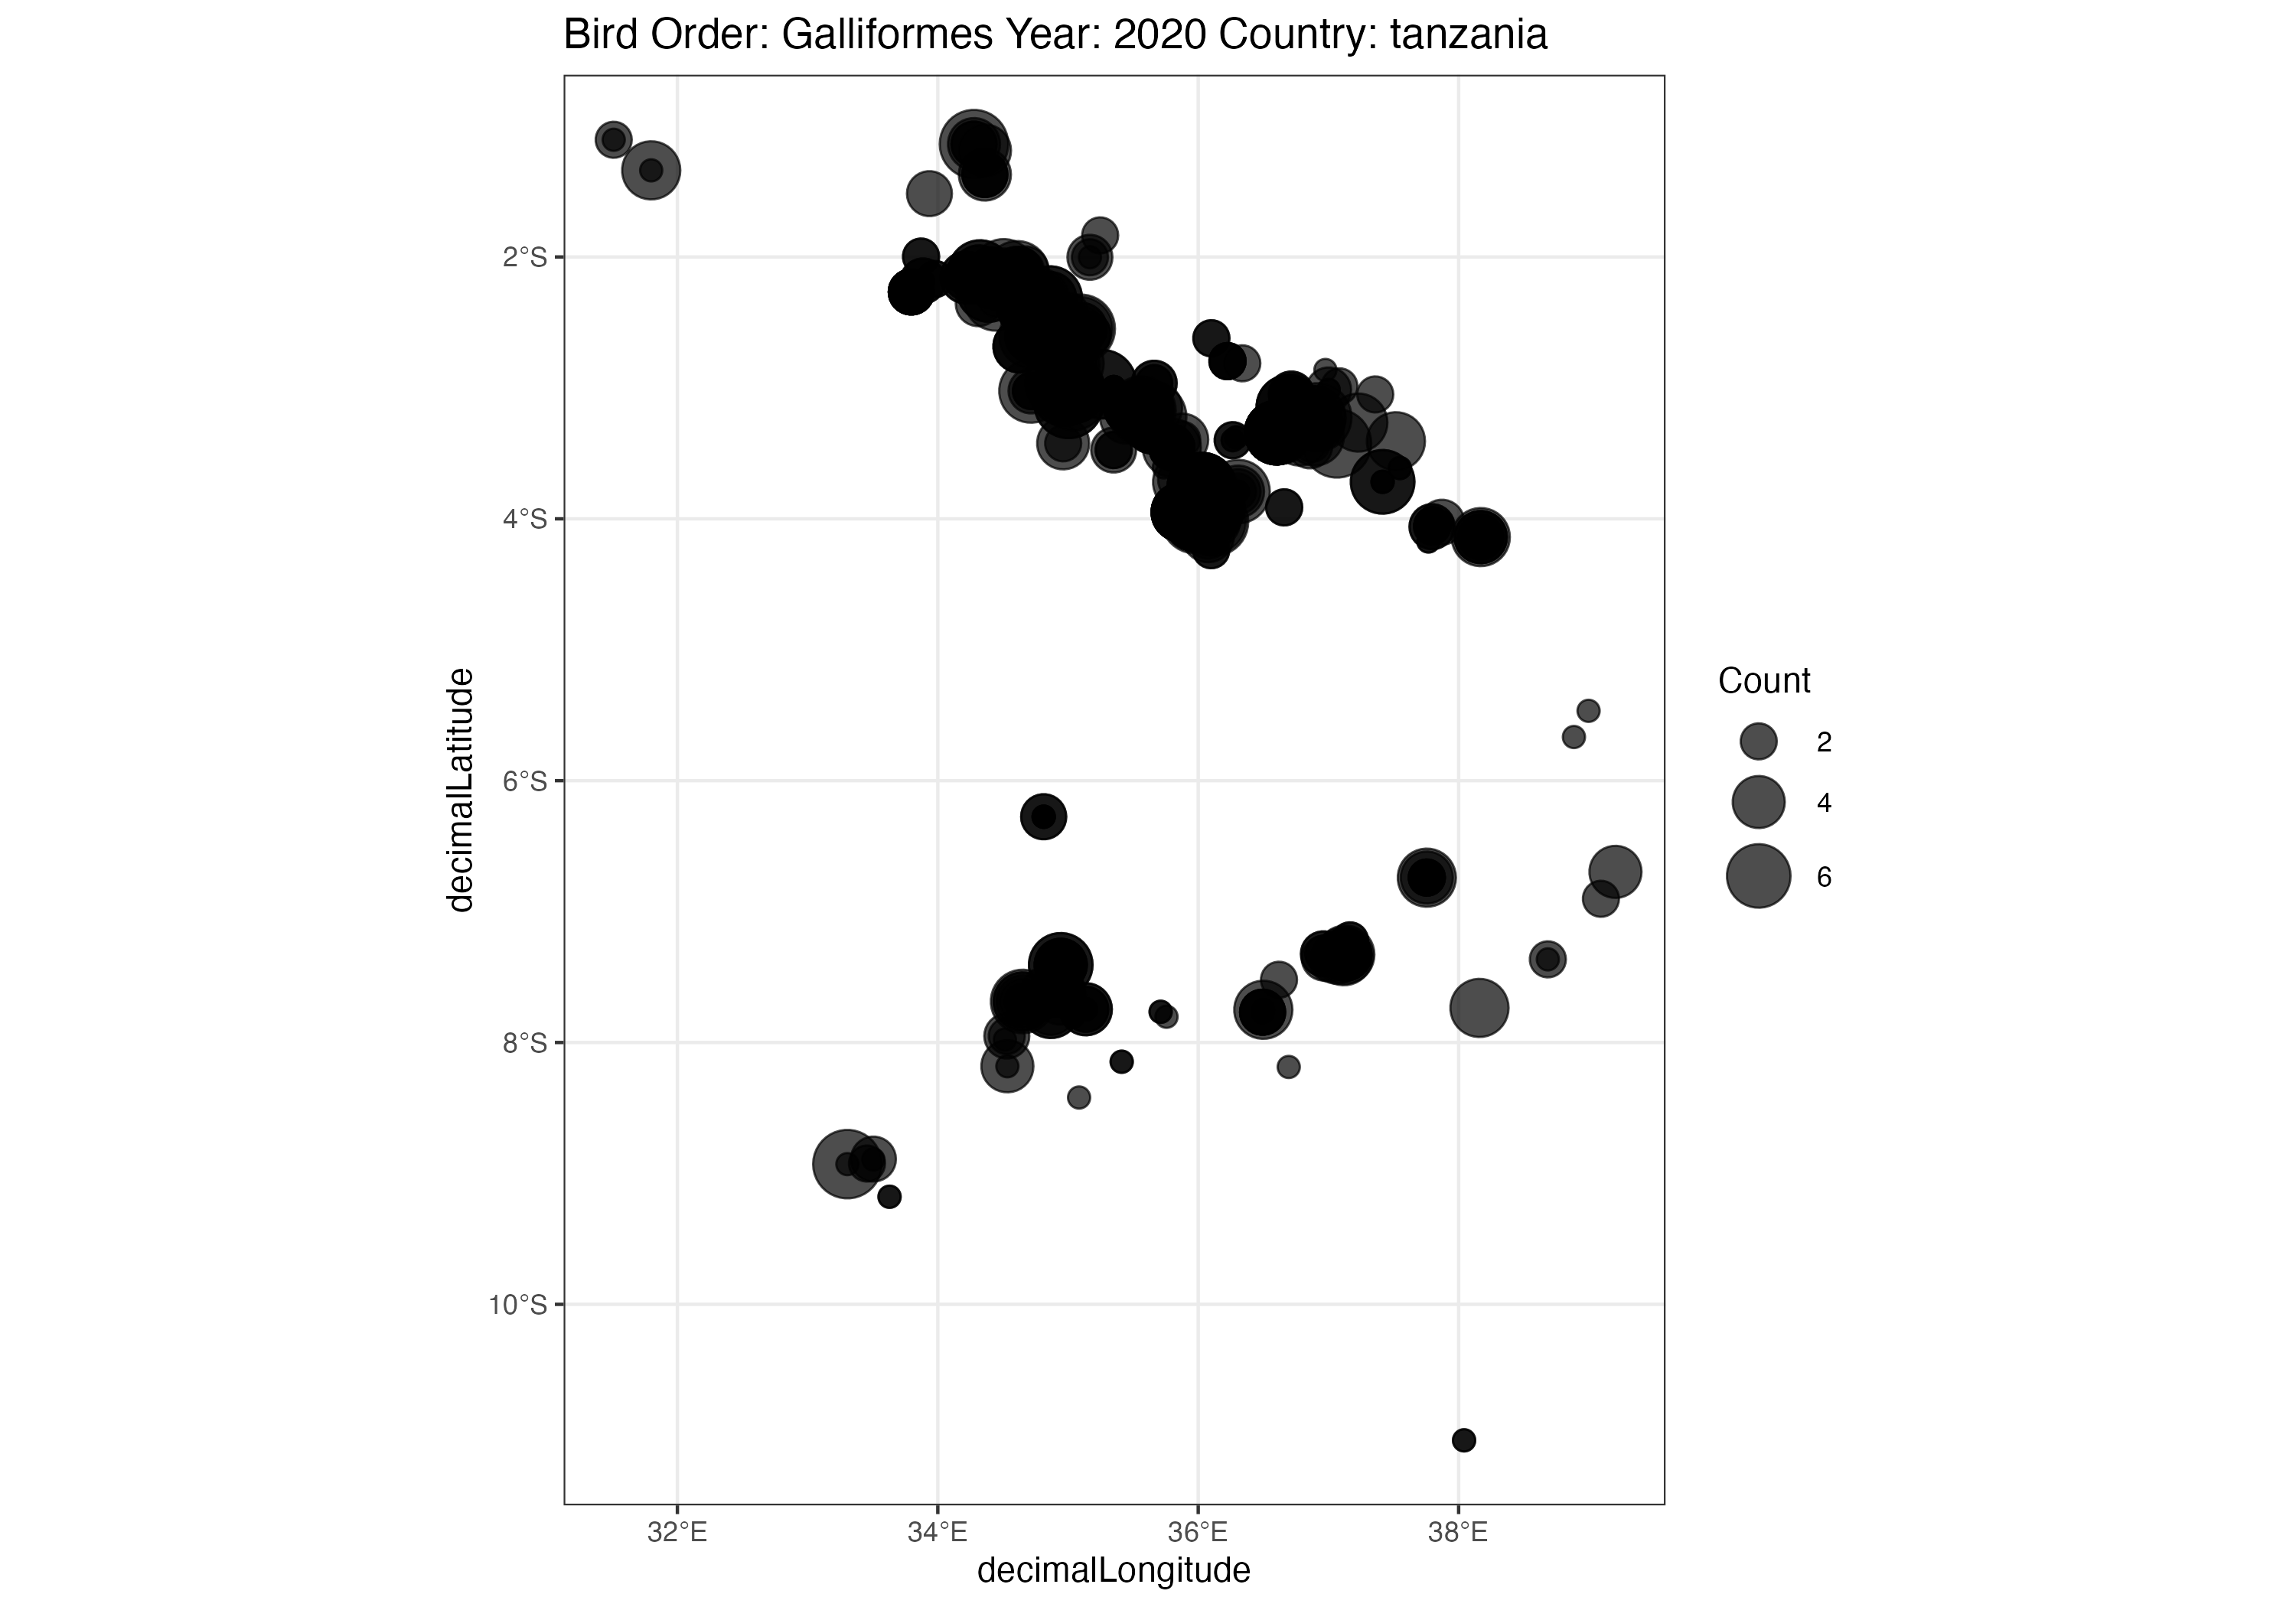 Bird Order: Galliformes Year: 2020 Country: tanzania
2°S
4°S
6°S
8°S
10°S
decimalLatitude
32°E
34°E
36°E
38°E
decimalLongitude
Count
2
4
6